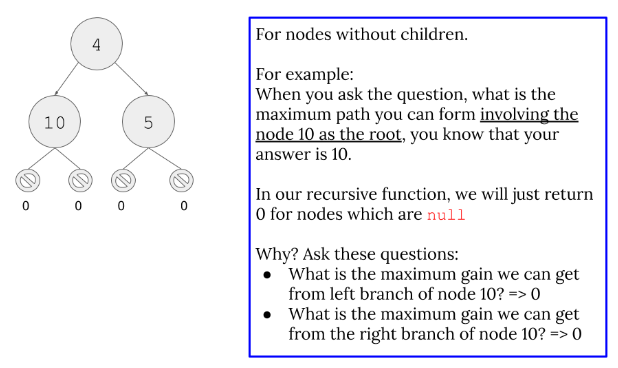 4
10
5
0
0
0
0
For nodes without children.
For example:
When you ask the question, what is the
maximum path you can form involving the
node 10 as the root, you know that your
answer is 10.
In our recursive function, we will just return
0 for nodes which are null
Why? Ask these questions:
● What is the maximum gain we can get
from left branch of node 10? => 0
● What is the maximum gain we can get
from the right branch of node 10? => 0